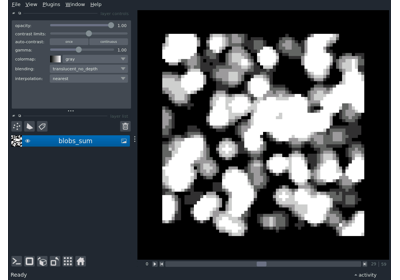 File View Plugins Window Help
opacity: 1.00
contrast limits:
auto-contrast: once continuous
gamma: 1.00
colormap: gray
blending: translucent_no_depth
interpolation: nearest
blobs_sum
Ready
activity